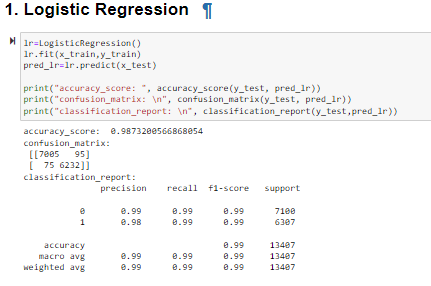 1. Logistic Regression ¶
lr=LogisticRegression()
lr.fit(x_train,y_train)
pred_lr=lr.predict(x_test)
print("accuracy_score: ", accuracy_score(y_test, pred_lr))
print("confusion_matrix: \n", confusion_matrix(y_test, pred_lr))
print("classification_report: \n", classification_report(y_test,pred_lr))
accuracy_score:  0.9873200566868054
confusion_matrix:
[[7005   95]
[  75 6232]]
classification_report:
precision    recall  f1-score   support
0       0.99      0.99      0.99      7100
1       0.98      0.99      0.99      6307
accuracy                           0.99     13407
macro avg       0.99      0.99      0.99     13407
weighted avg       0.99      0.99      0.99     13407